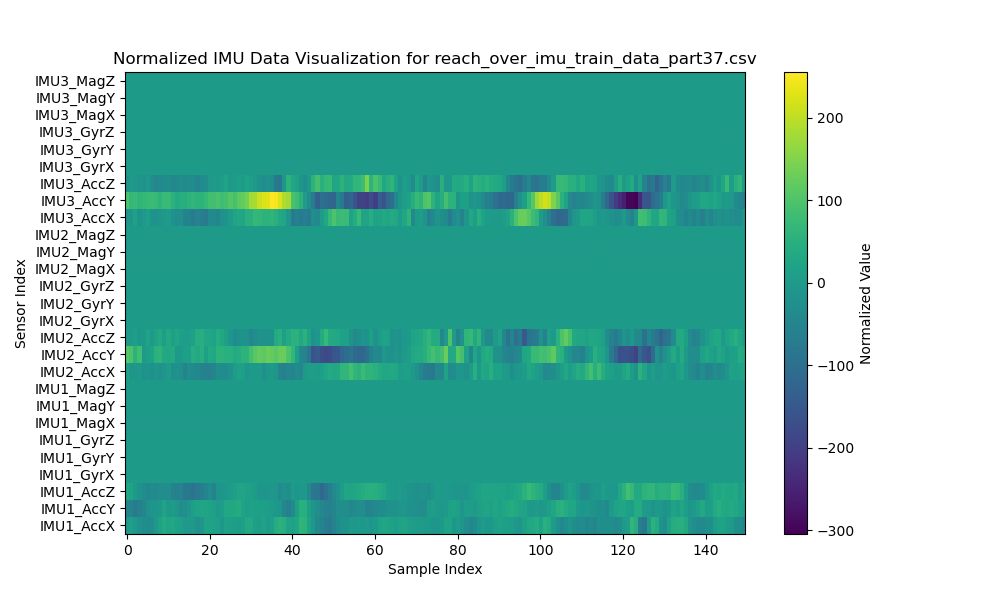 Normalized IMU Data Visualization for reach_over_imu_train_data_part37.csv
Sensor Index
IMU3_MagZ
IMU3_MagY
IMU3_MagX
IMU3_GyrZ
IMU3_GyrY
IMU3_GyrX
IMU3_AccZ
IMU3_AccY
IMU3_AccX
IMU2_MagZ
IMU2_MagY
IMU2_MagX
IMU2_GyrZ
IMU2_GyrY
IMU2_GyrX
IMU2_AccZ
IMU2_AccY
IMU2_AccX
IMU1_MagZ
IMU1_MagY
IMU1_MagX
IMU1_GyrZ
IMU1_GyrY
IMU1_GyrX
IMU1_AccZ
IMU1_AccY
IMU1_AccX
0 20 40 60 80 100 120 140
Sample Index
200
100
0
−100
−200
−300
Normalized Value